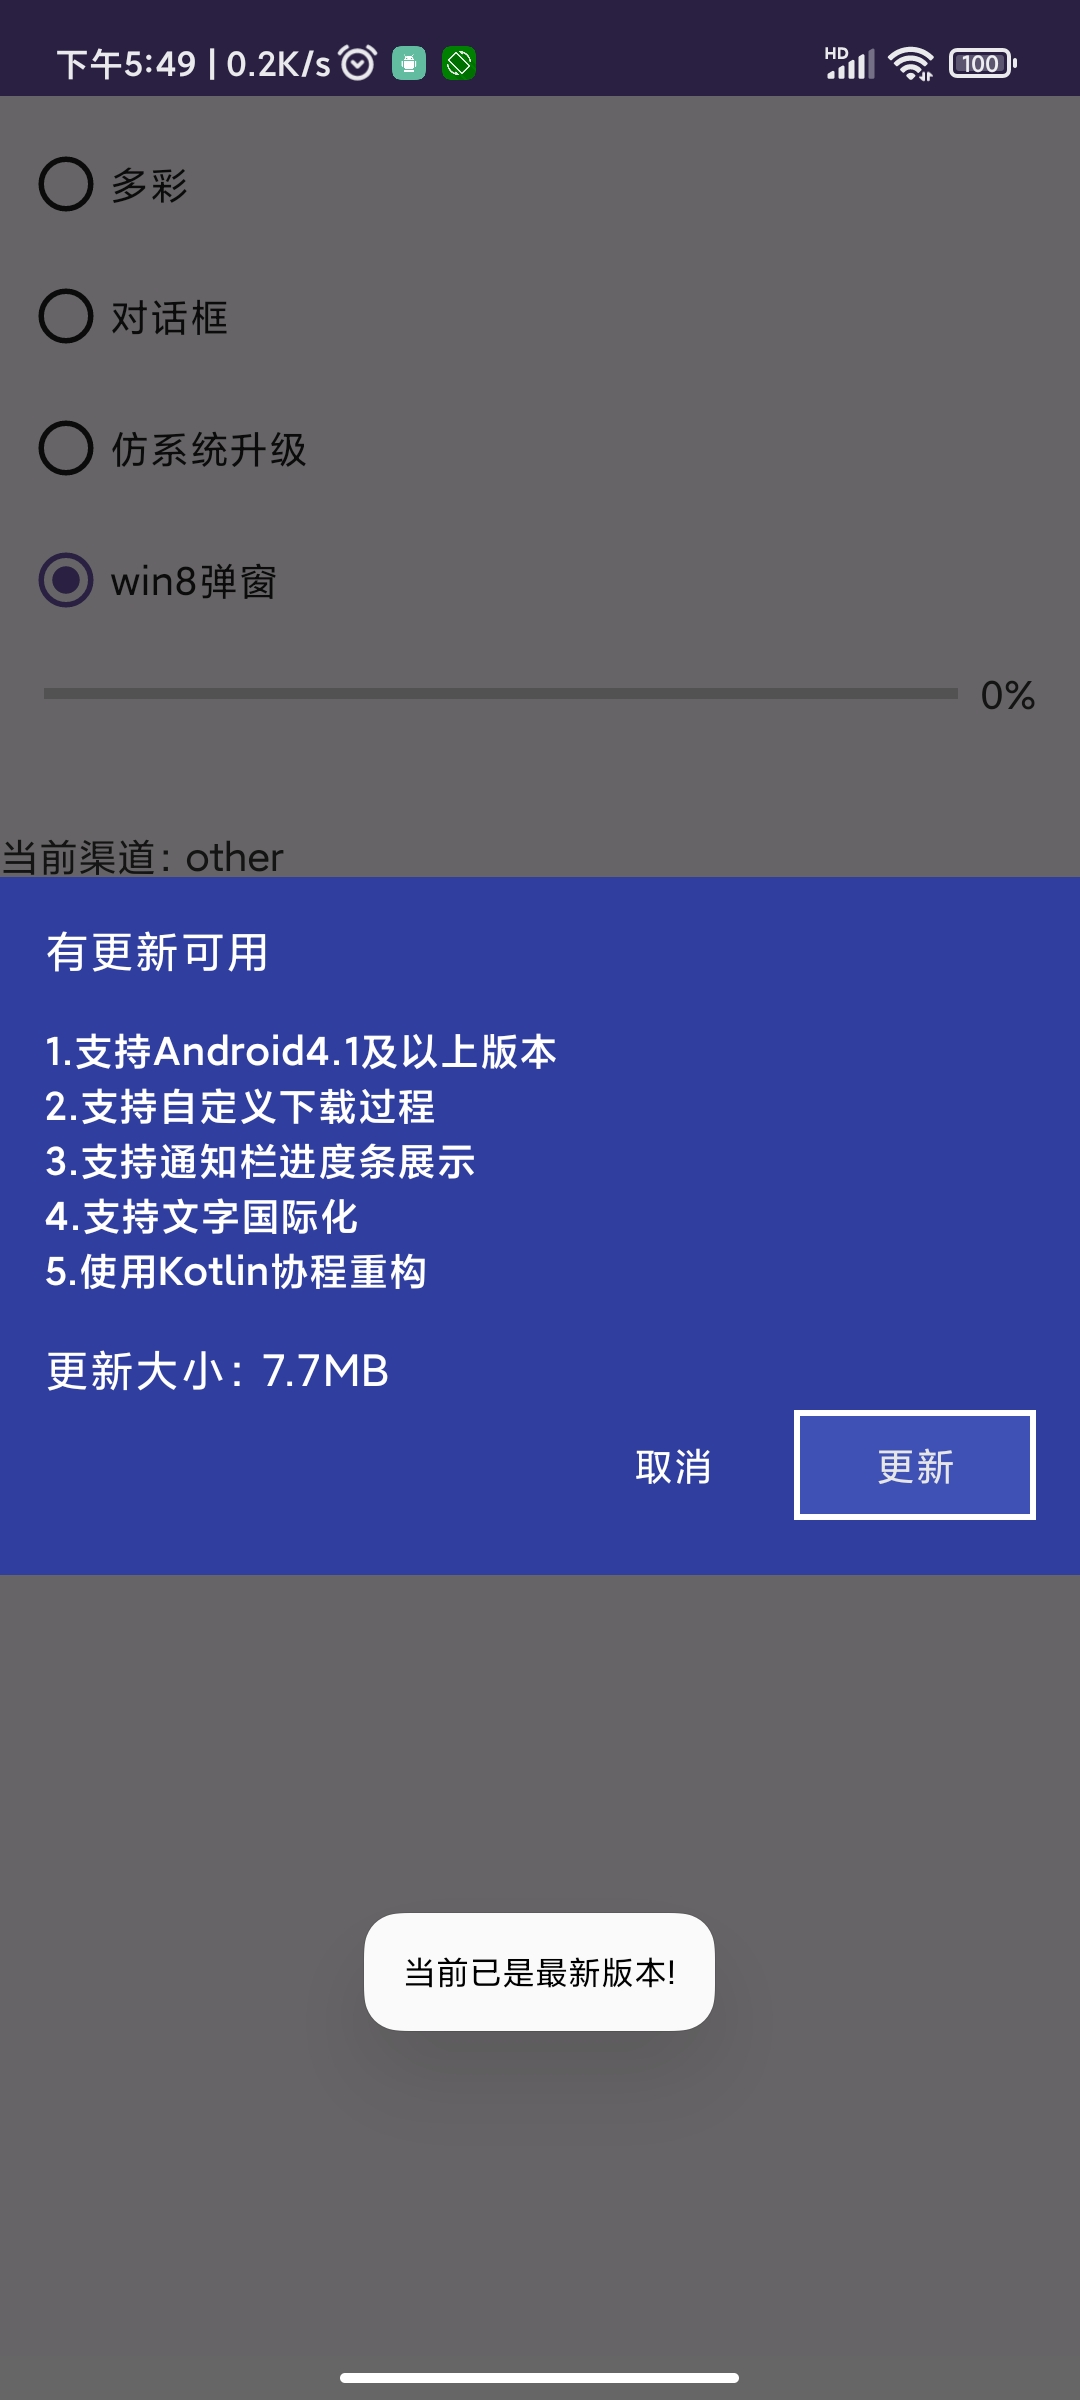 下午5:49 | 0.2K/s
HD
100
多彩
对话框
仿系统升级
win8弹窗
0%
当前渠道: other
有更新可用
1.支持Android4.1及以上版本
2.支持自定义下载过程
3.支持通知栏进度条展示
4.支持文字国际化
5.使用Kotlin协程重构
更新大小: 7.7MB
取消
更新
当前已是最新版本!